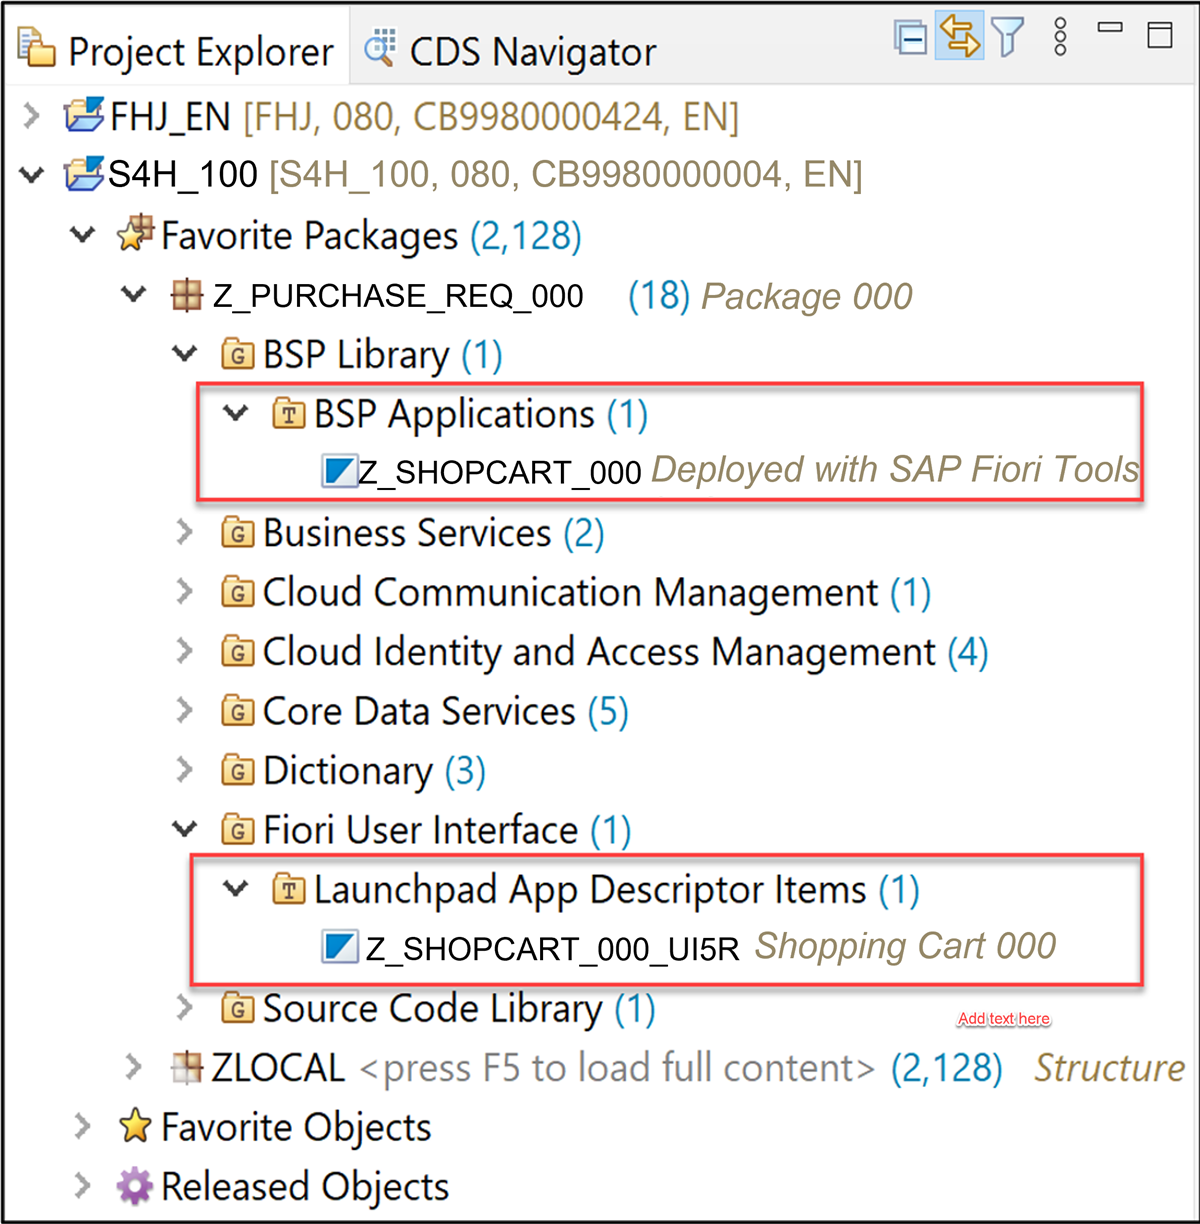 Project Explorer CDS Navigator
FHJ_EN [FHJ, 080, CB9980000424, EN]
S4H_100 [S4H_100, 080, CB9980000004, EN]
Favorite Packages (2,128)
Z_PURCHASE_REQ_000 (18) Package 000
G BSP Library (1)
T BSP Applications (1)
Z_SHOPCART_000 Deployed with SAP Fiori Tools
G Business Services (2)
G Cloud Communication Management (1)
G Cloud Identity and Access Management (4)
G Core Data Services (5)
G Dictionary (3)
G Fiori User Interface (1)
T Launchpad App Descriptor Items (1)
Z_SHOPCART_000_UI5R Shopping Cart 000
G Source Code Library (1)
Add text here
ZLOCAL <press F5 to load full content> (2,128) Structure
Favorite Objects
Released Objects